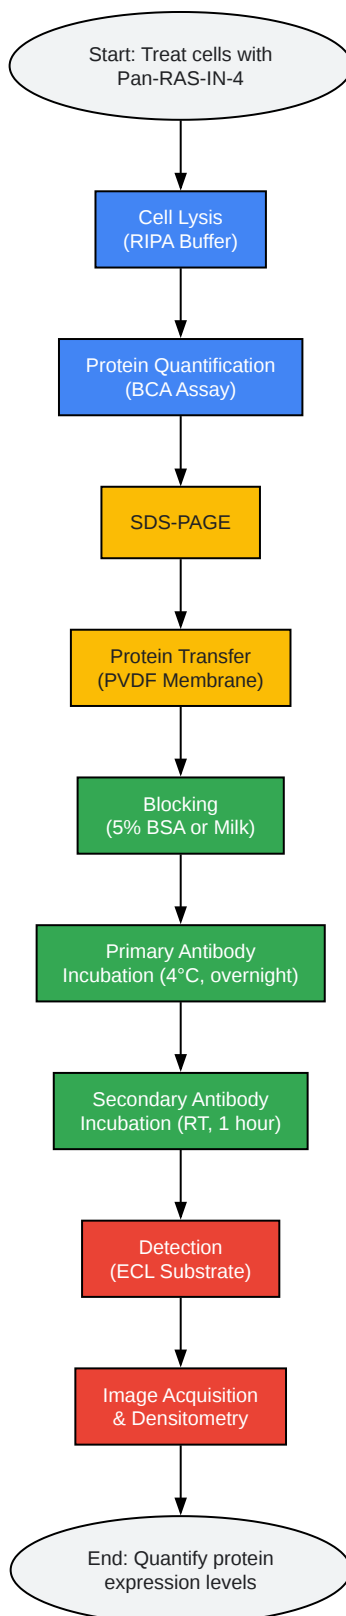 Start: Treat cells with
Pan-RAS-IN-4
Cell Lysis
(RIPA Buffer)
Protein Quantification
(BCA Assay)
SDS-PAGE
Protein Transfer
(PVDF Membrane)
Blocking
(5% BSA or Milk)
Primary Antibody
Incubation (4°C, overnight)
Secondary Antibody
Incubation (RT, 1 hour)
Detection
(ECL Substrate)
Image Acquisition
& Densitometry
End: Quantify protein
expression levels